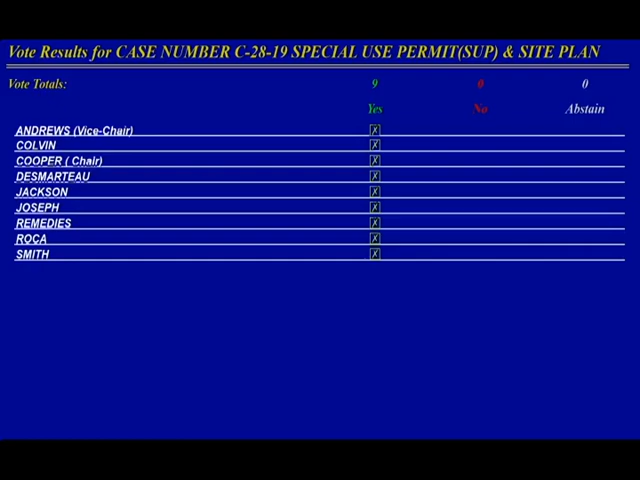 Vote Results for CASE NUMBER C-28-19 SPECIAL USE PERMIT(SUP) & SITE PLAN
Vote Totals: 9 0 0
Yes No Abstain
ANDREWS (Vice-Chair)
COLVIN
COOPER ( Chair)
DESMARTEAU
JACKSON
JOSEPH
REMEDIES
ROCA
SMITH